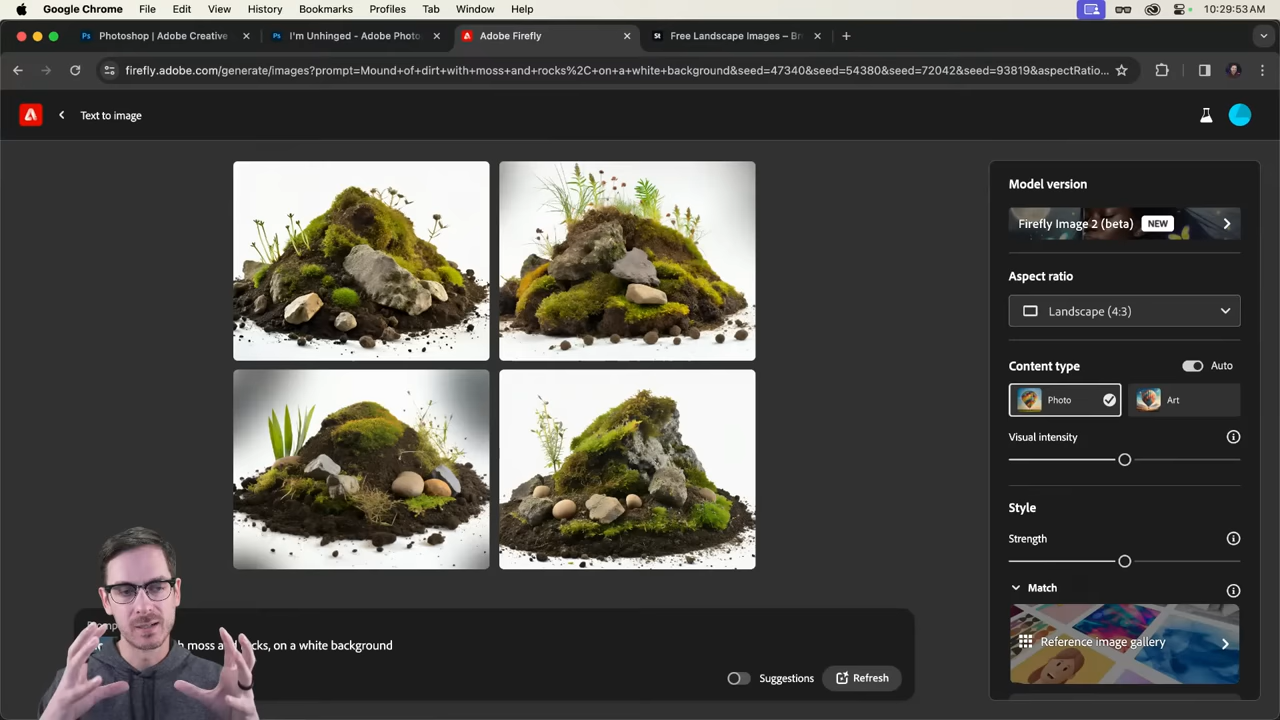 Google Chrome File Edit View History Bookmarks Profiles Tab Window Help 10:29:53 AM
Photoshop | Adobe Creative I'm Unhinged - Adobe Photo Adobe Firefly Free Landscape Images – Br
firefly.adobe.com/generate/images?prompt=Mound+of+dirt+with+moss+and+rocks%2C+on+a+white+background&seed=47340&seed=54380&seed=72042&seed=93819&aspectRatio...
Text to image
Model version
Firefly Image 2 (beta) NEW
Aspect ratio
Landscape (4:3)
Content type Auto
Photo Art
Visual intensity
Style
Strength
Match
Reference image gallery
moss on a white background
Suggestions Refresh